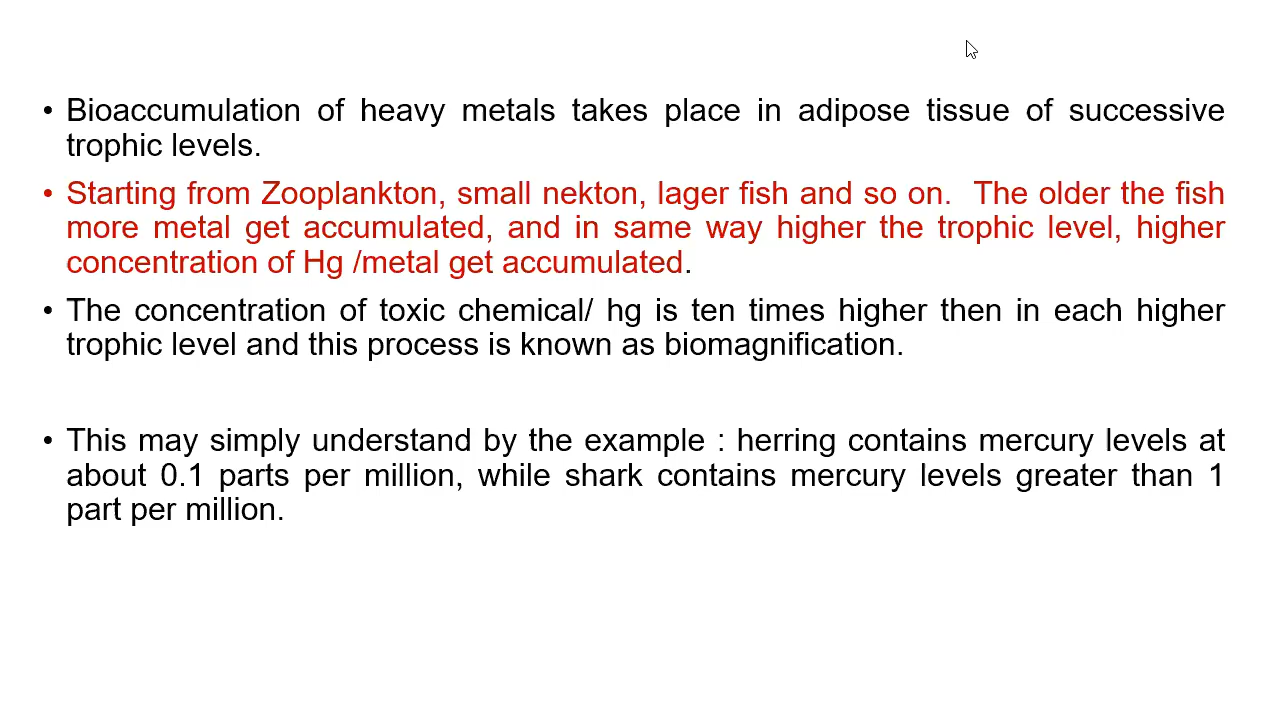 • Bioaccumulation of heavy metals takes place in adipose tissue of successive
trophic levels.
• Starting from Zooplankton, small nekton, lager fish and so on.  The older the fish
more metal get accumulated, and in same way higher the trophic level, higher
concentration of Hg /metal get accumulated.
• The concentration of toxic chemical/ hg is ten times higher then in each higher
trophic level and this process is known as biomagnification.
• This may simply understand by the example : herring contains mercury levels at
about 0.1 parts per million, while shark contains mercury levels greater than 1
part per million.